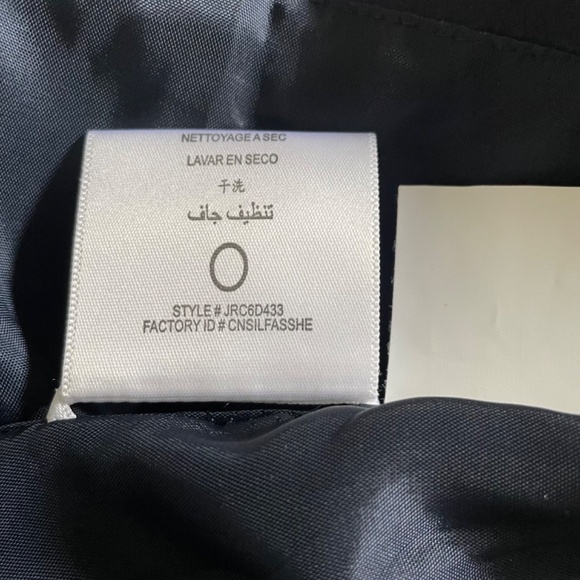 NETTOYAGE A SEC
LAVAR EN SECO
干洗
تنظيف جاف
STYLE # JRC6D433
FACTORY ID # CNSILFASSHE